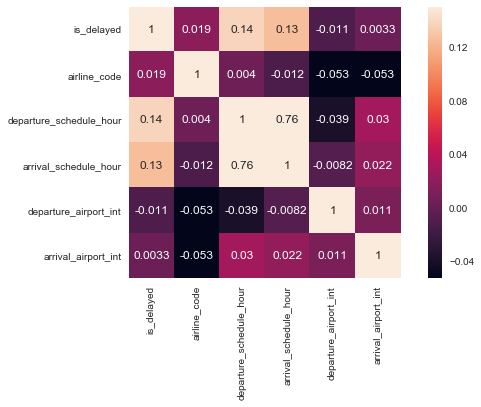 is_delayed 1 0.019 0.14 0.13 -0.011 0.0033
airline_code 0.019 1 0.004 -0.012 -0.053 -0.053
departure_schedule_hour 0.14 0.004 1 0.76 -0.039 0.03
arrival_schedule_hour 0.13 -0.012 0.76 1 -0.0082 0.022
departure_airport_int -0.011 -0.053 -0.039 -0.0082 1 0.011
arrival_airport_int 0.0033 -0.053 0.03 0.022 0.011 1
is_delayed
airline_code
departure_schedule_hour
arrival_schedule_hour
departure_airport_int
arrival_airport_int
0.12
0.08
0.04
0.00
−0.04